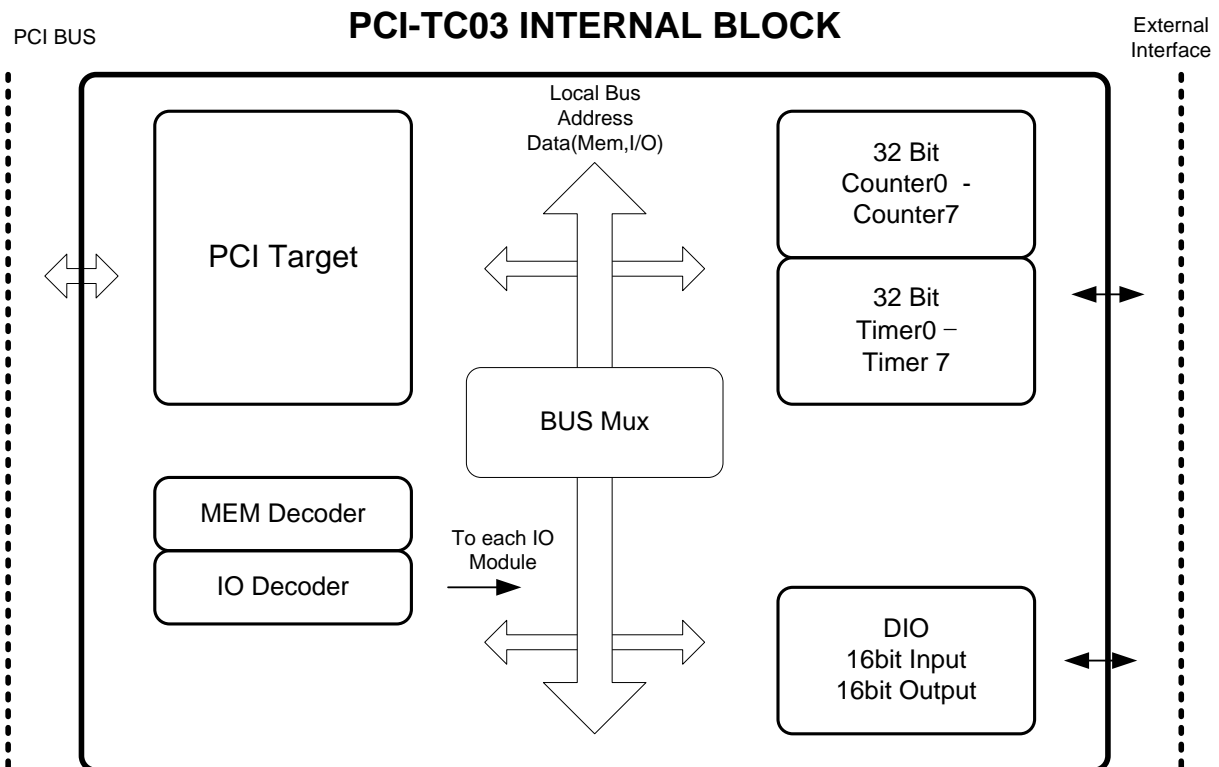 PCI-TC03 INTERNAL BLOCK
PCI BUS
External
Interface
Local Bus
Address
Data(Mem,I/O)
32 Bit
Counter0 -
Counter7
PCI Target
32 Bit
Timer0 –
Timer 7
BUS Mux
MEM Decoder
To each IO
Module
IO Decoder
DIO
16bit Input
16bit Output